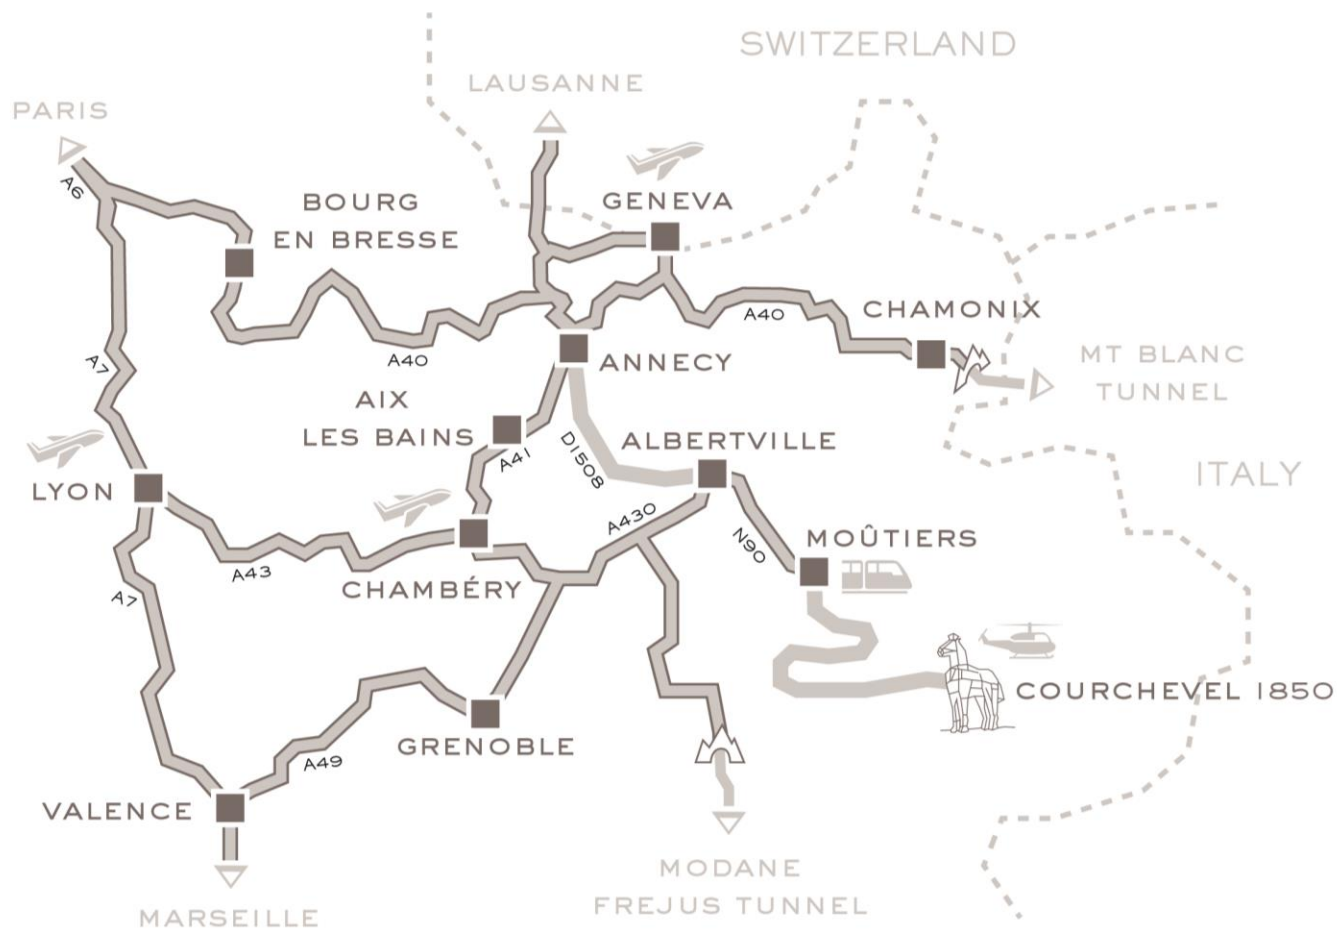 SWITZERLAND
LAUSANNE
PARIS
A6
BOURG
EN BRESSE
GENEVA
CHAMONIX
A40
A40
A7
ANNECY
MT BLANC
TUNNEL
AIX
LES BAINS
A41
D1508
ALBERTVILLE
ITALY
LYON
A430
N90
MOÛTIERS
A43
CHAMBÉRY
A7
COURCHEVEL 1850
GRENOBLE
A49
VALENCE
MODANE
FREJUS TUNNEL
MARSEILLE